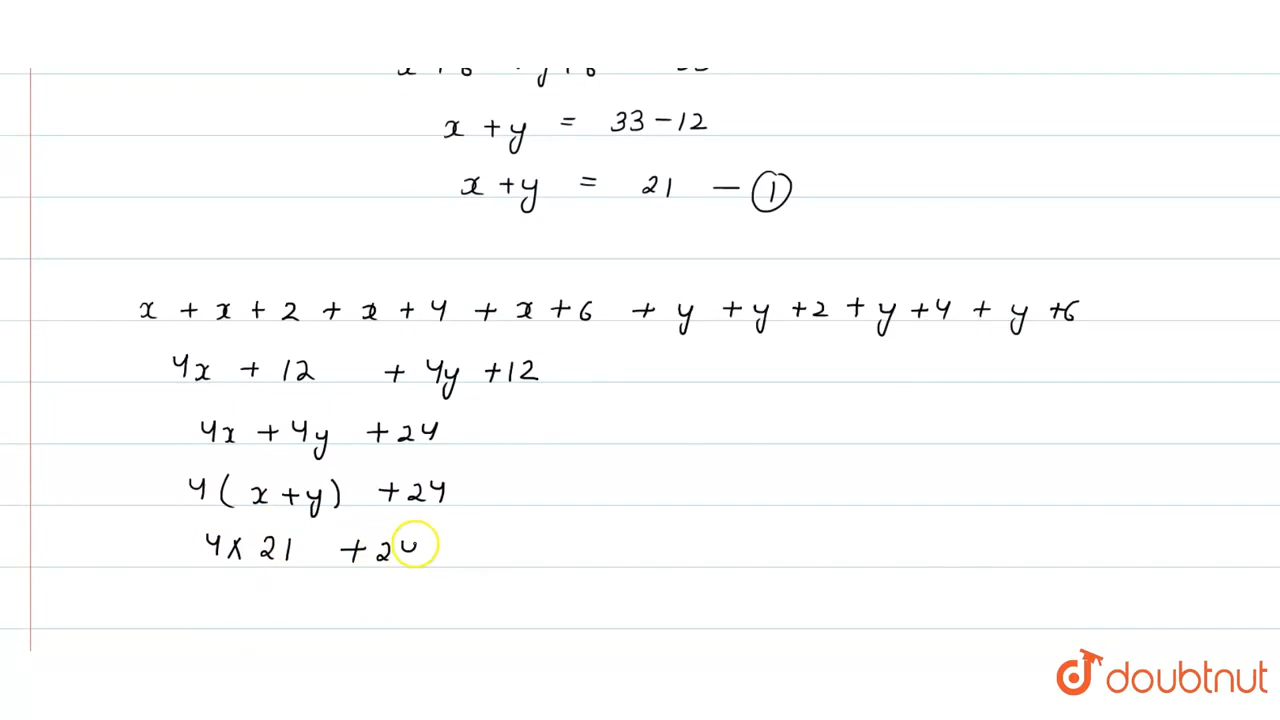 x + y = 33 - 12
x + y = 21 - ①
x + x + 2 + x + 4 + x + 6 + y + y + 2 + y + 4 + y + 6
4x + 12 + 4y + 12
4x + 4y + 24
4 ( x + y ) + 24
4 × 21 + 24
doubtnut